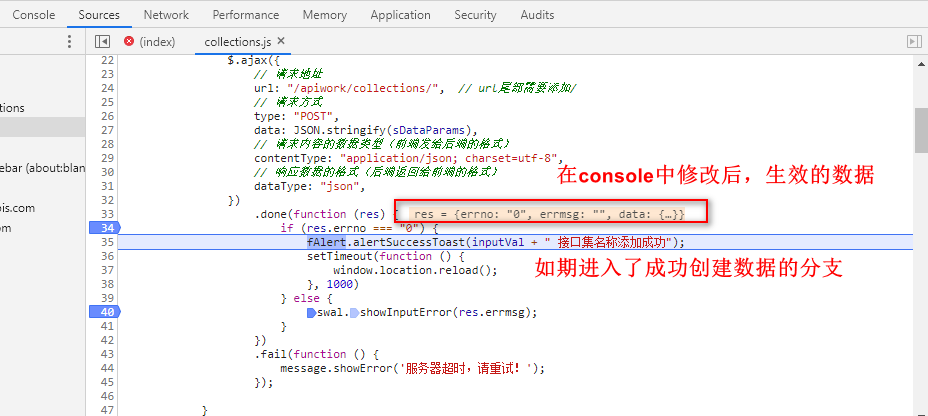 Console Sources Network Performance Memory Application Security Audits
(index) collections.js ×
22 $.ajax({
23 // 请求地址
24 url: "/apiwork/collections/", // url尾部需要添加/
25 // 请求方式
26 type: "POST",
27 data: JSON.stringify(sDataParams),
28 // 请求内容的数据类型（前端发给后端的格式）
29 contentType: "application/json; charset=utf-8",
30 // 响应数据的格式（后端返回给前端的格式）
31 dataType: "json",
在console中修改后，生效的数据
32 })
33 .done(function (res) { res = {errno: "0", errmsg: "", data: {…}}
34 if (res.errno === "0") {
35 fAlert.alertSuccessToast(inputVal + " 接口集名称添加成功");
36 setTimeout(function () {
如期进入了成功创建数据的分支
37 window.location.reload();
38 }, 1000)
39 } else {
40 swal.showInputError(res.errmsg);
41 }
42 })
43 .fail(function () {
44 message.showError('服务器超时，请重试！');
45 });
46
47 }
tions
ebar (about:blan
ois.com
om